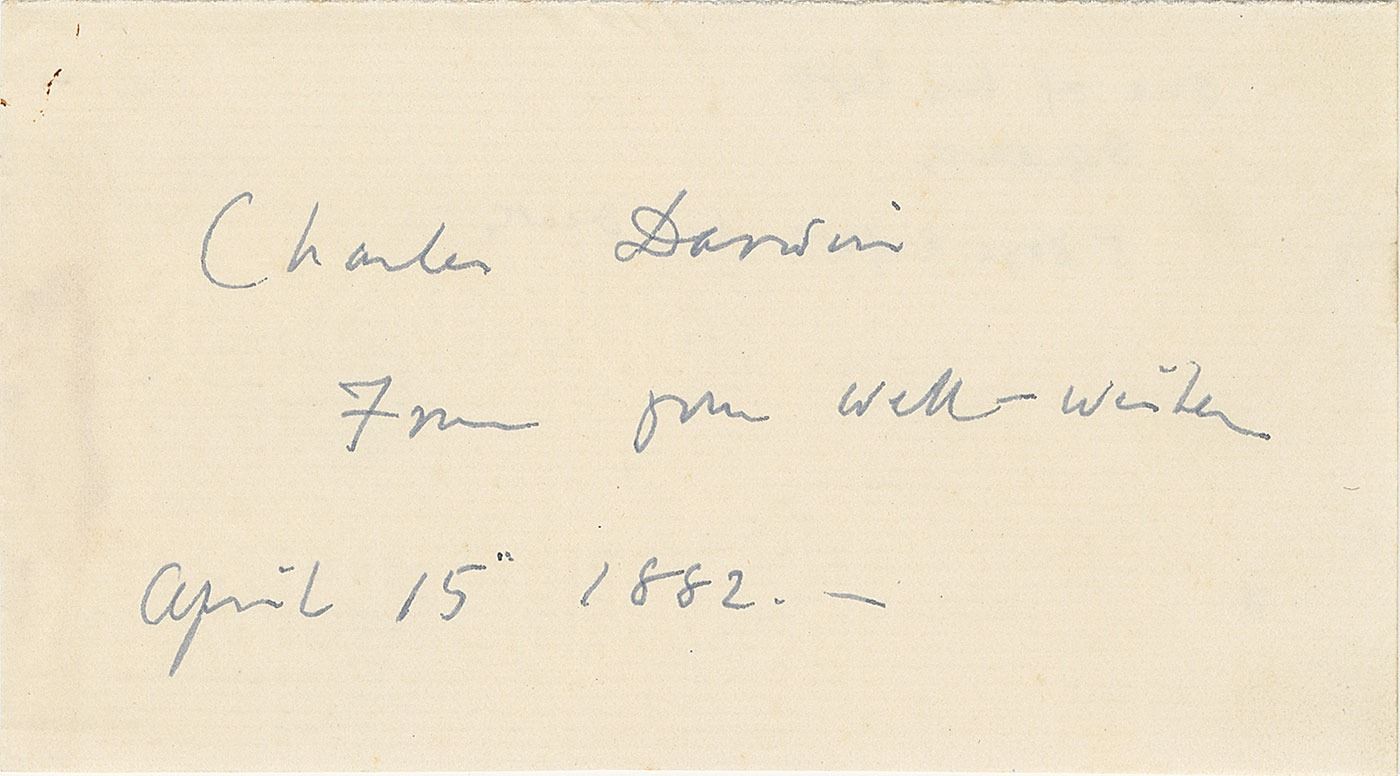 Charles Darwin
From your well-wisher
April 15" 1882. —